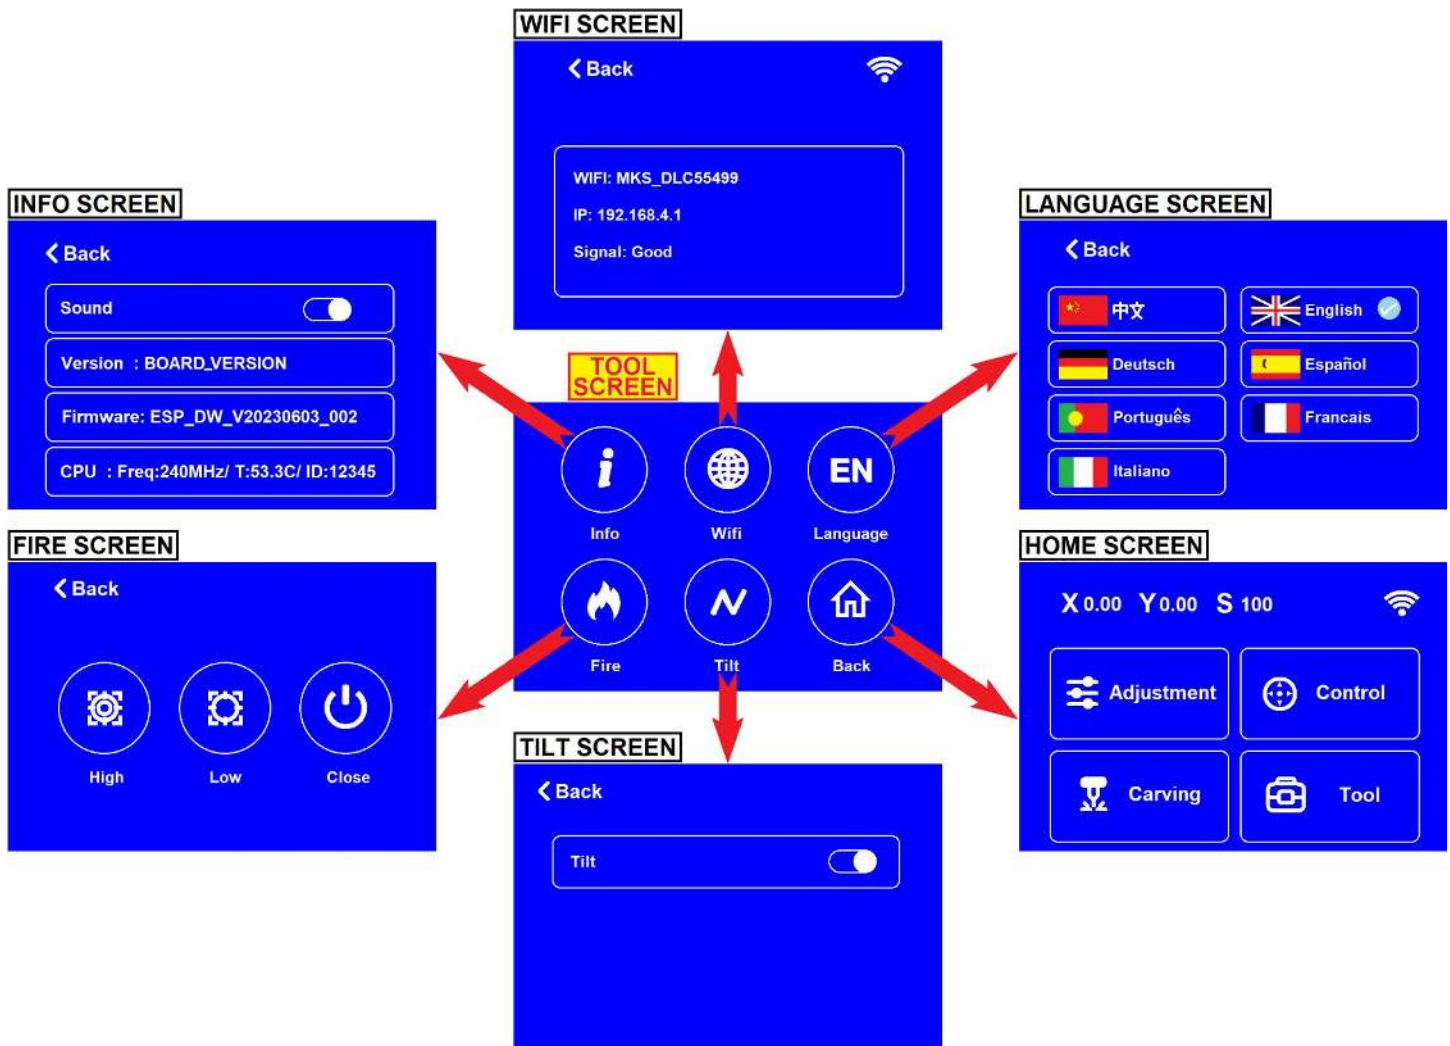 WIFI SCREEN
Back
WIFI: MKS_DLC55499
IP: 192.168.4.1
Signal: Good
INFO SCREEN
Back
Sound
Version : BOARD_VERSION
Firmware: ESP_DW_V20230603_002
CPU : Freq:240MHz/ T:53.3C/ ID:12345
LANGUAGE SCREEN
Back
中文
English
Deutsch
Español
Português
Francais
Italiano
TOOL
SCREEN
EN
Info Wifi Language
Fire Tilt Back
FIRE SCREEN
Back
High Low Close
HOME SCREEN
X 0.00 Y 0.00 S 100
Adjustment
Control
Carving
Tool
TILT SCREEN
Back
Tilt